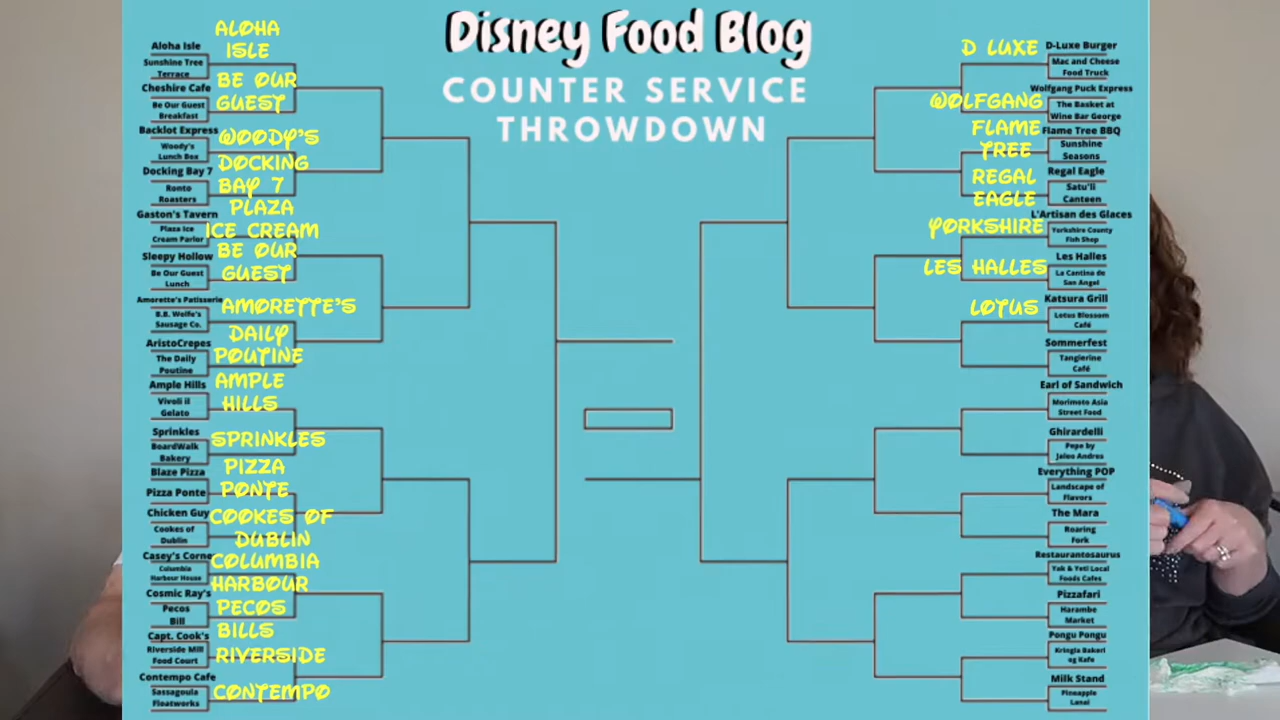 Disney Food Blog
COUNTER SERVICE
THROWDOWN
Aloha Isle
Sunshine Tree
Terrace
Cheshire Cafe
Be Our Guest
Breakfast
Backlot Express
Woody's
Lunch Box
Docking Bay 7
Ronto
Roasters
Gaston's Tavern
Plaza Ice
Cream Parlor
Sleepy Hollow
Be Our Guest
Lunch
Amorette's Patisserie
B.B. Wolfe's
Sausage Co.
AristoCrepes
The Daily
Poutine
Ample Hills
Vivoli il
Gelato
Sprinkles
BoardWalk
Bakery
Blaze Pizza
Pizza Ponte
Chicken Guy
Cookes of
Dublin
Casey's Corne
Columbia
Harbour House
Cosmic Ray's
Pecos
Bill
Capt. Cook's
Riverside Mill
Food Court
Contempo Cafe
Sassagoula
Floatworks
ALOHA
ISLE
BE OUR
GUEST
WOODY'S
DOCKING
BAY 7
PLAZA
ICE CREAM
BE OUR
GUEST
AMORETTE'S
DAILY
POUTINE
AMPLE
HILLS
SPRINKLES
PIZZA
PONTE
COOKES OF
DUBLIN
COLUMBIA
HARBOUR
PECOS
BILLS
RIVERSIDE
CONTEMPO
D LUXE
WOLFGANG
FLAME
TREE
REGAL
EAGLE
YORKSHIRE
LES HALLES
LOTUS
D-Luxe Burger
Mac and Cheese
Food Truck
Wolfgang Puck Express
The Basket at
Wine Bar George
Flame Tree BBQ
Sunshine
Seasons
Regal Eagle
Satu'li
Canteen
L'Artisan des Glaces
Yorkshire County
Fish Shop
Les Halles
La Cantina de
San Angel
Katsura Grill
Lotus Blossom
Café
Sommerfest
Tangierine
Café
Earl of Sandwich
Morimoto Asia
Street Food
Ghirardelli
Pepe by
Jaleo Andres
Everything POP
Landscape of
Flavors
The Mara
Roaring
Fork
Restaurantosaurus
Yak & Yeti Local
Foods Cafes
Pizzafari
Harambe
Market
Pongu Pongu
Kringla Bakeri
og Kafe
Milk Stand
Pineapple
Lanai